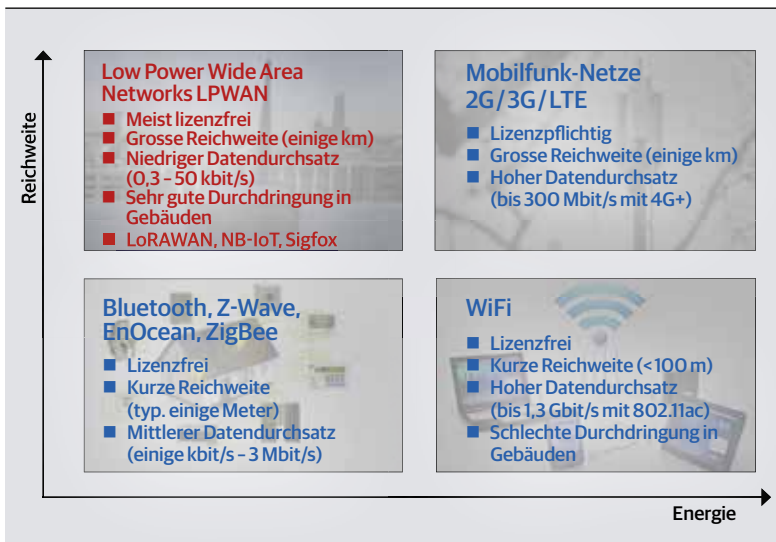 Reichweite
Low Power Wide Area
Networks LPWAN
■ Meist lizenzfrei
■ Grosse Reichweite (einige km)
■ Niedriger Datendurchsatz
(0,3 – 50 kbit/s)
■ Sehr gute Durchdringung in
Gebäuden
■ LoRAWAN, NB-IoT, Sigfox
Mobilfunk-Netze
2G/3G/LTE
■ Lizenzpflichtig
■ Grosse Reichweite (einige km)
■ Hoher Datendurchsatz
(bis 300 Mbit/s mit 4G+)
Bluetooth, Z-Wave,
EnOcean, ZigBee
■ Lizenzfrei
■ Kurze Reichweite
(typ. einige Meter)
■ Mittlerer Datendurchsatz
(einige kbit/s – 3 Mbit/s)
WiFi
■ Lizenzfrei
■ Kurze Reichweite (<100 m)
■ Hoher Datendurchsatz
(bis 1,3 Gbit/s mit 802.11ac)
■ Schlechte Durchdringung in
Gebäuden
Energie